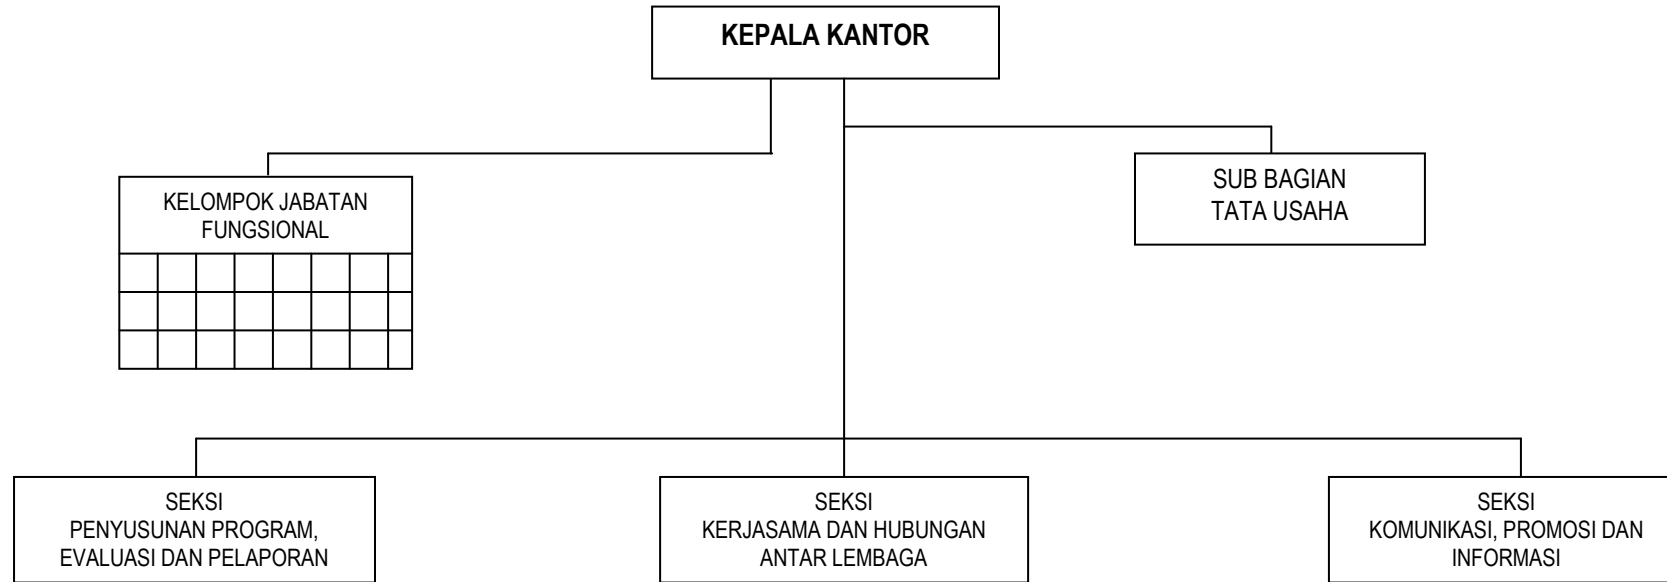 KEPALA KANTOR
KELOMPOK JABATAN
FUNGSIONAL
SUB BAGIAN
TATA USAHA
SEKSI
PENYUSUNAN PROGRAM,
EVALUASI DAN PELAPORAN
SEKSI
KERJASAMA DAN HUBUNGAN
ANTAR LEMBAGA
SEKSI
KOMUNIKASI, PROMOSI DAN
INFORMASI